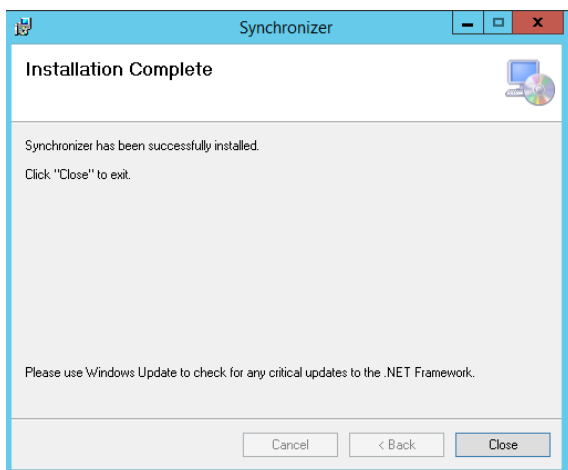 Synchronizer
Installation Complete
Synchronizer has been successfully installed.
Click "Close" to exit.
Please use Windows Update to check for any critical updates to the .NET Framework.
Cancel
< Back
Close